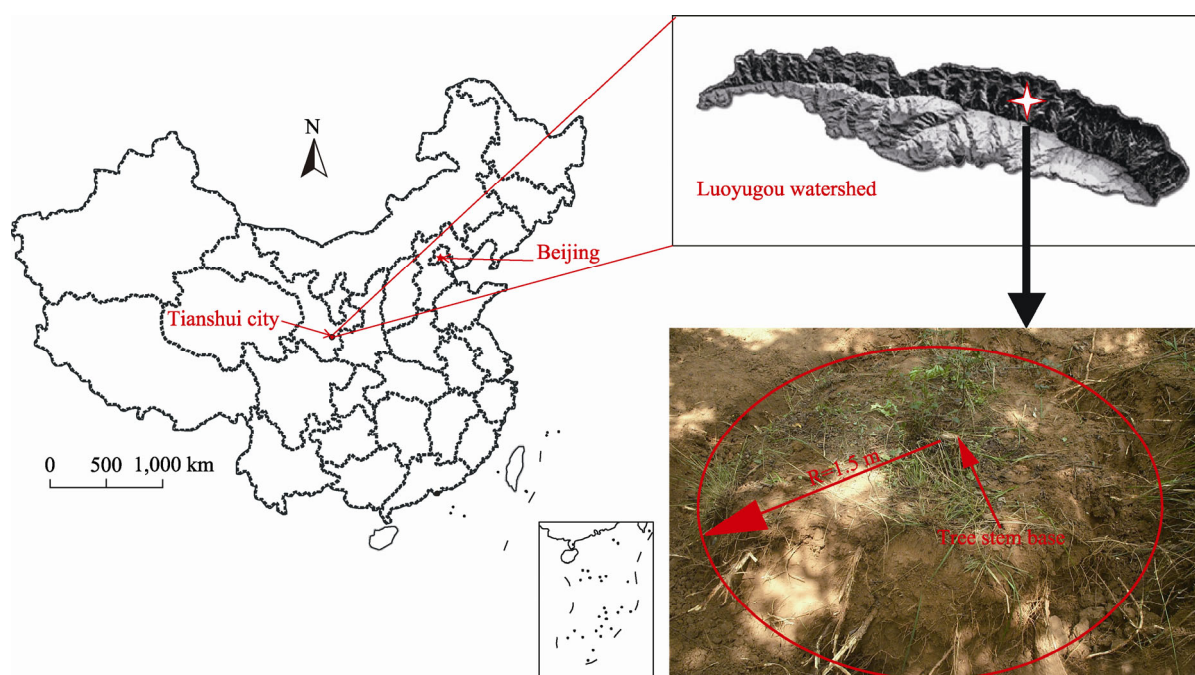 N
Beijing
Tianshui city
0 500 1,000 km
Luoyugou watershed
R=1.5 m
Tree stem base